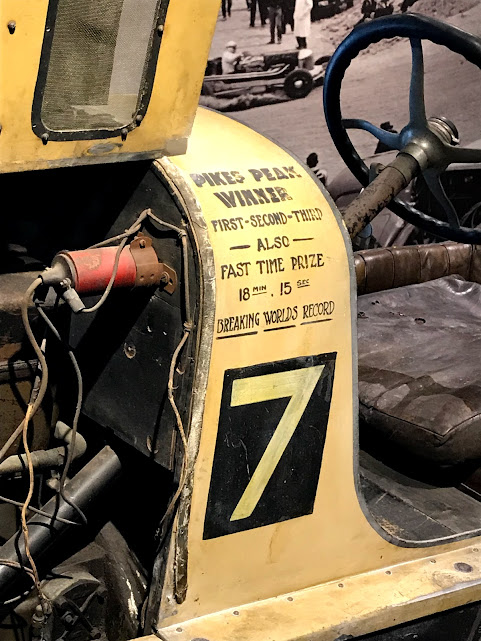 PIKES PEAK
WINNER
FIRST-SECOND-THIRD
— ALSO —
FAST TIME PRIZE
18 MIN. 15 SEC
BREAKING WORLDS RECORD
7